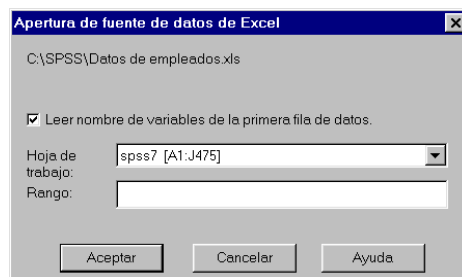 Apertura de fuente de datos de Excel
C:\SPSS\Datos de empleados.xls
Leer nombre de variables de la primera fila de datos.
Hoja de trabajo:
spss7 [A1:J475]
Rango:
Aceptar
Cancelar
Ayuda